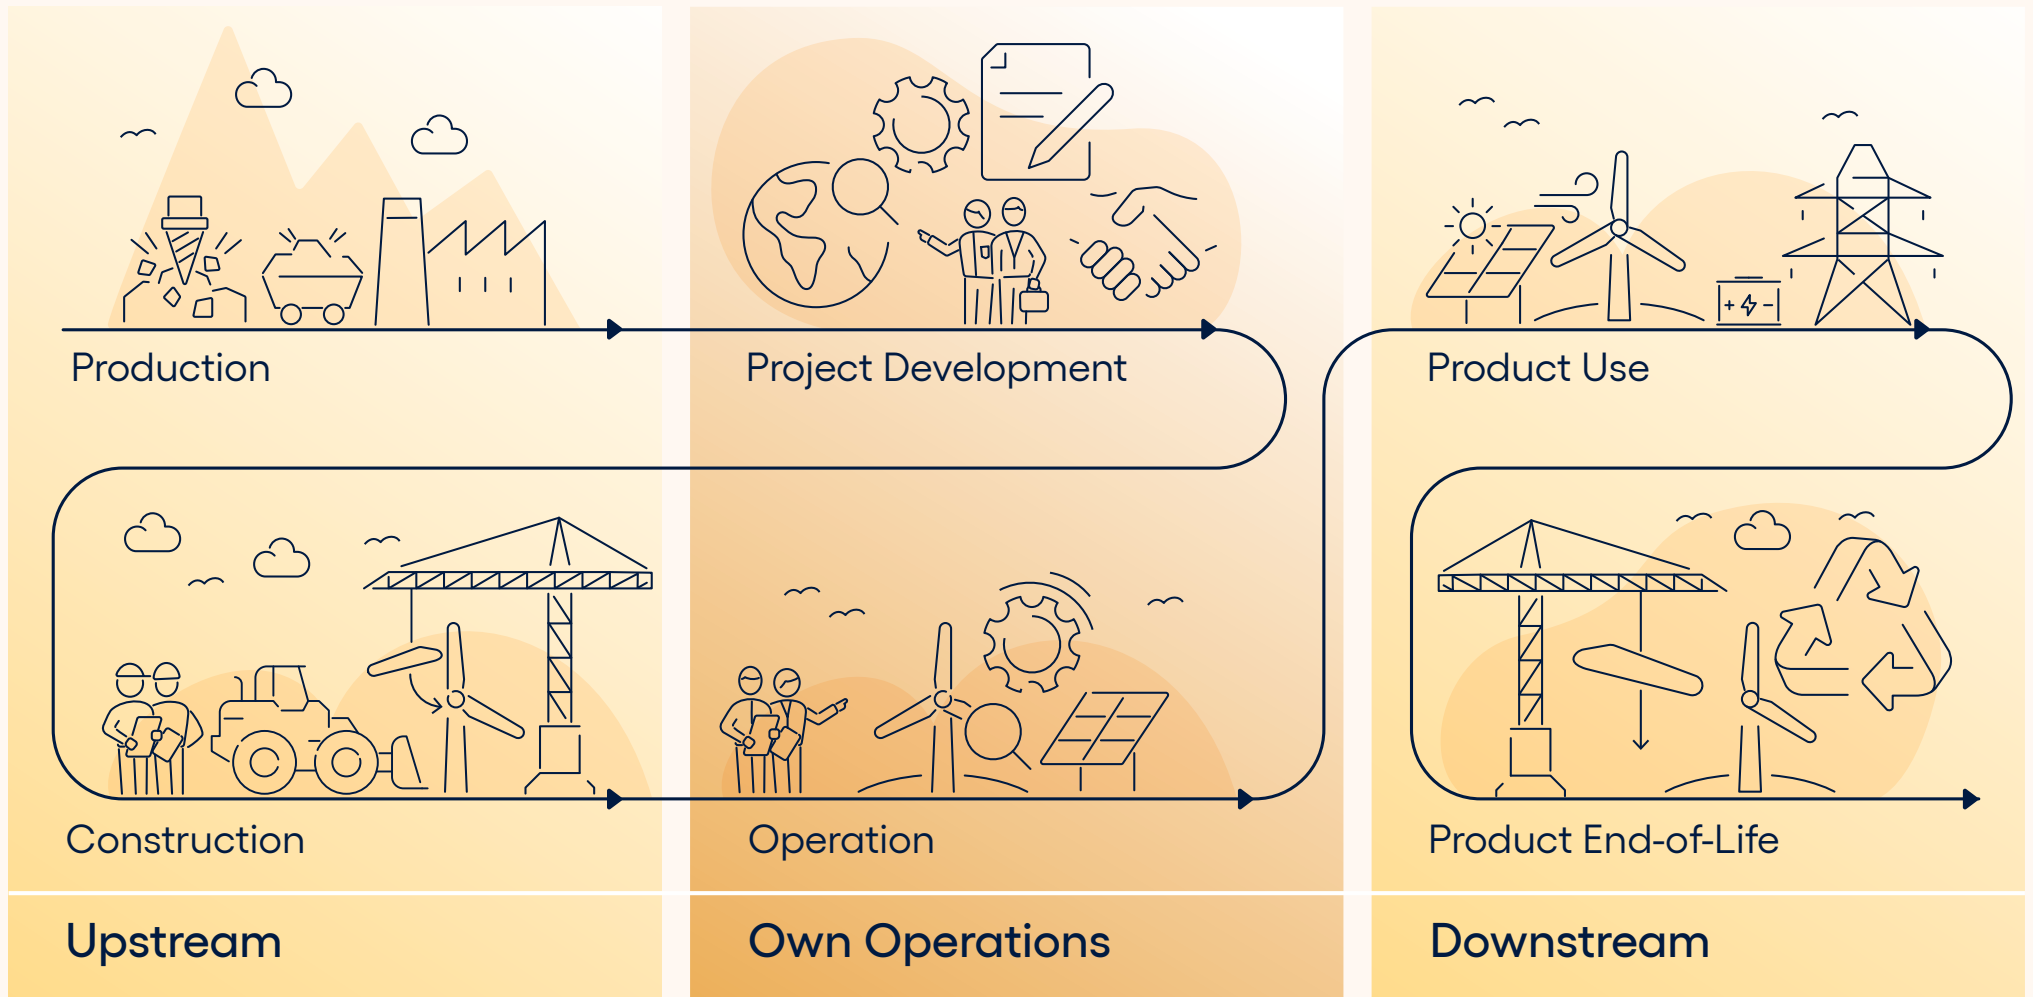 Production
Project Development
Product Use
Construction
Operation
Product End-of-Life
Upstream
Own Operations
Downstream